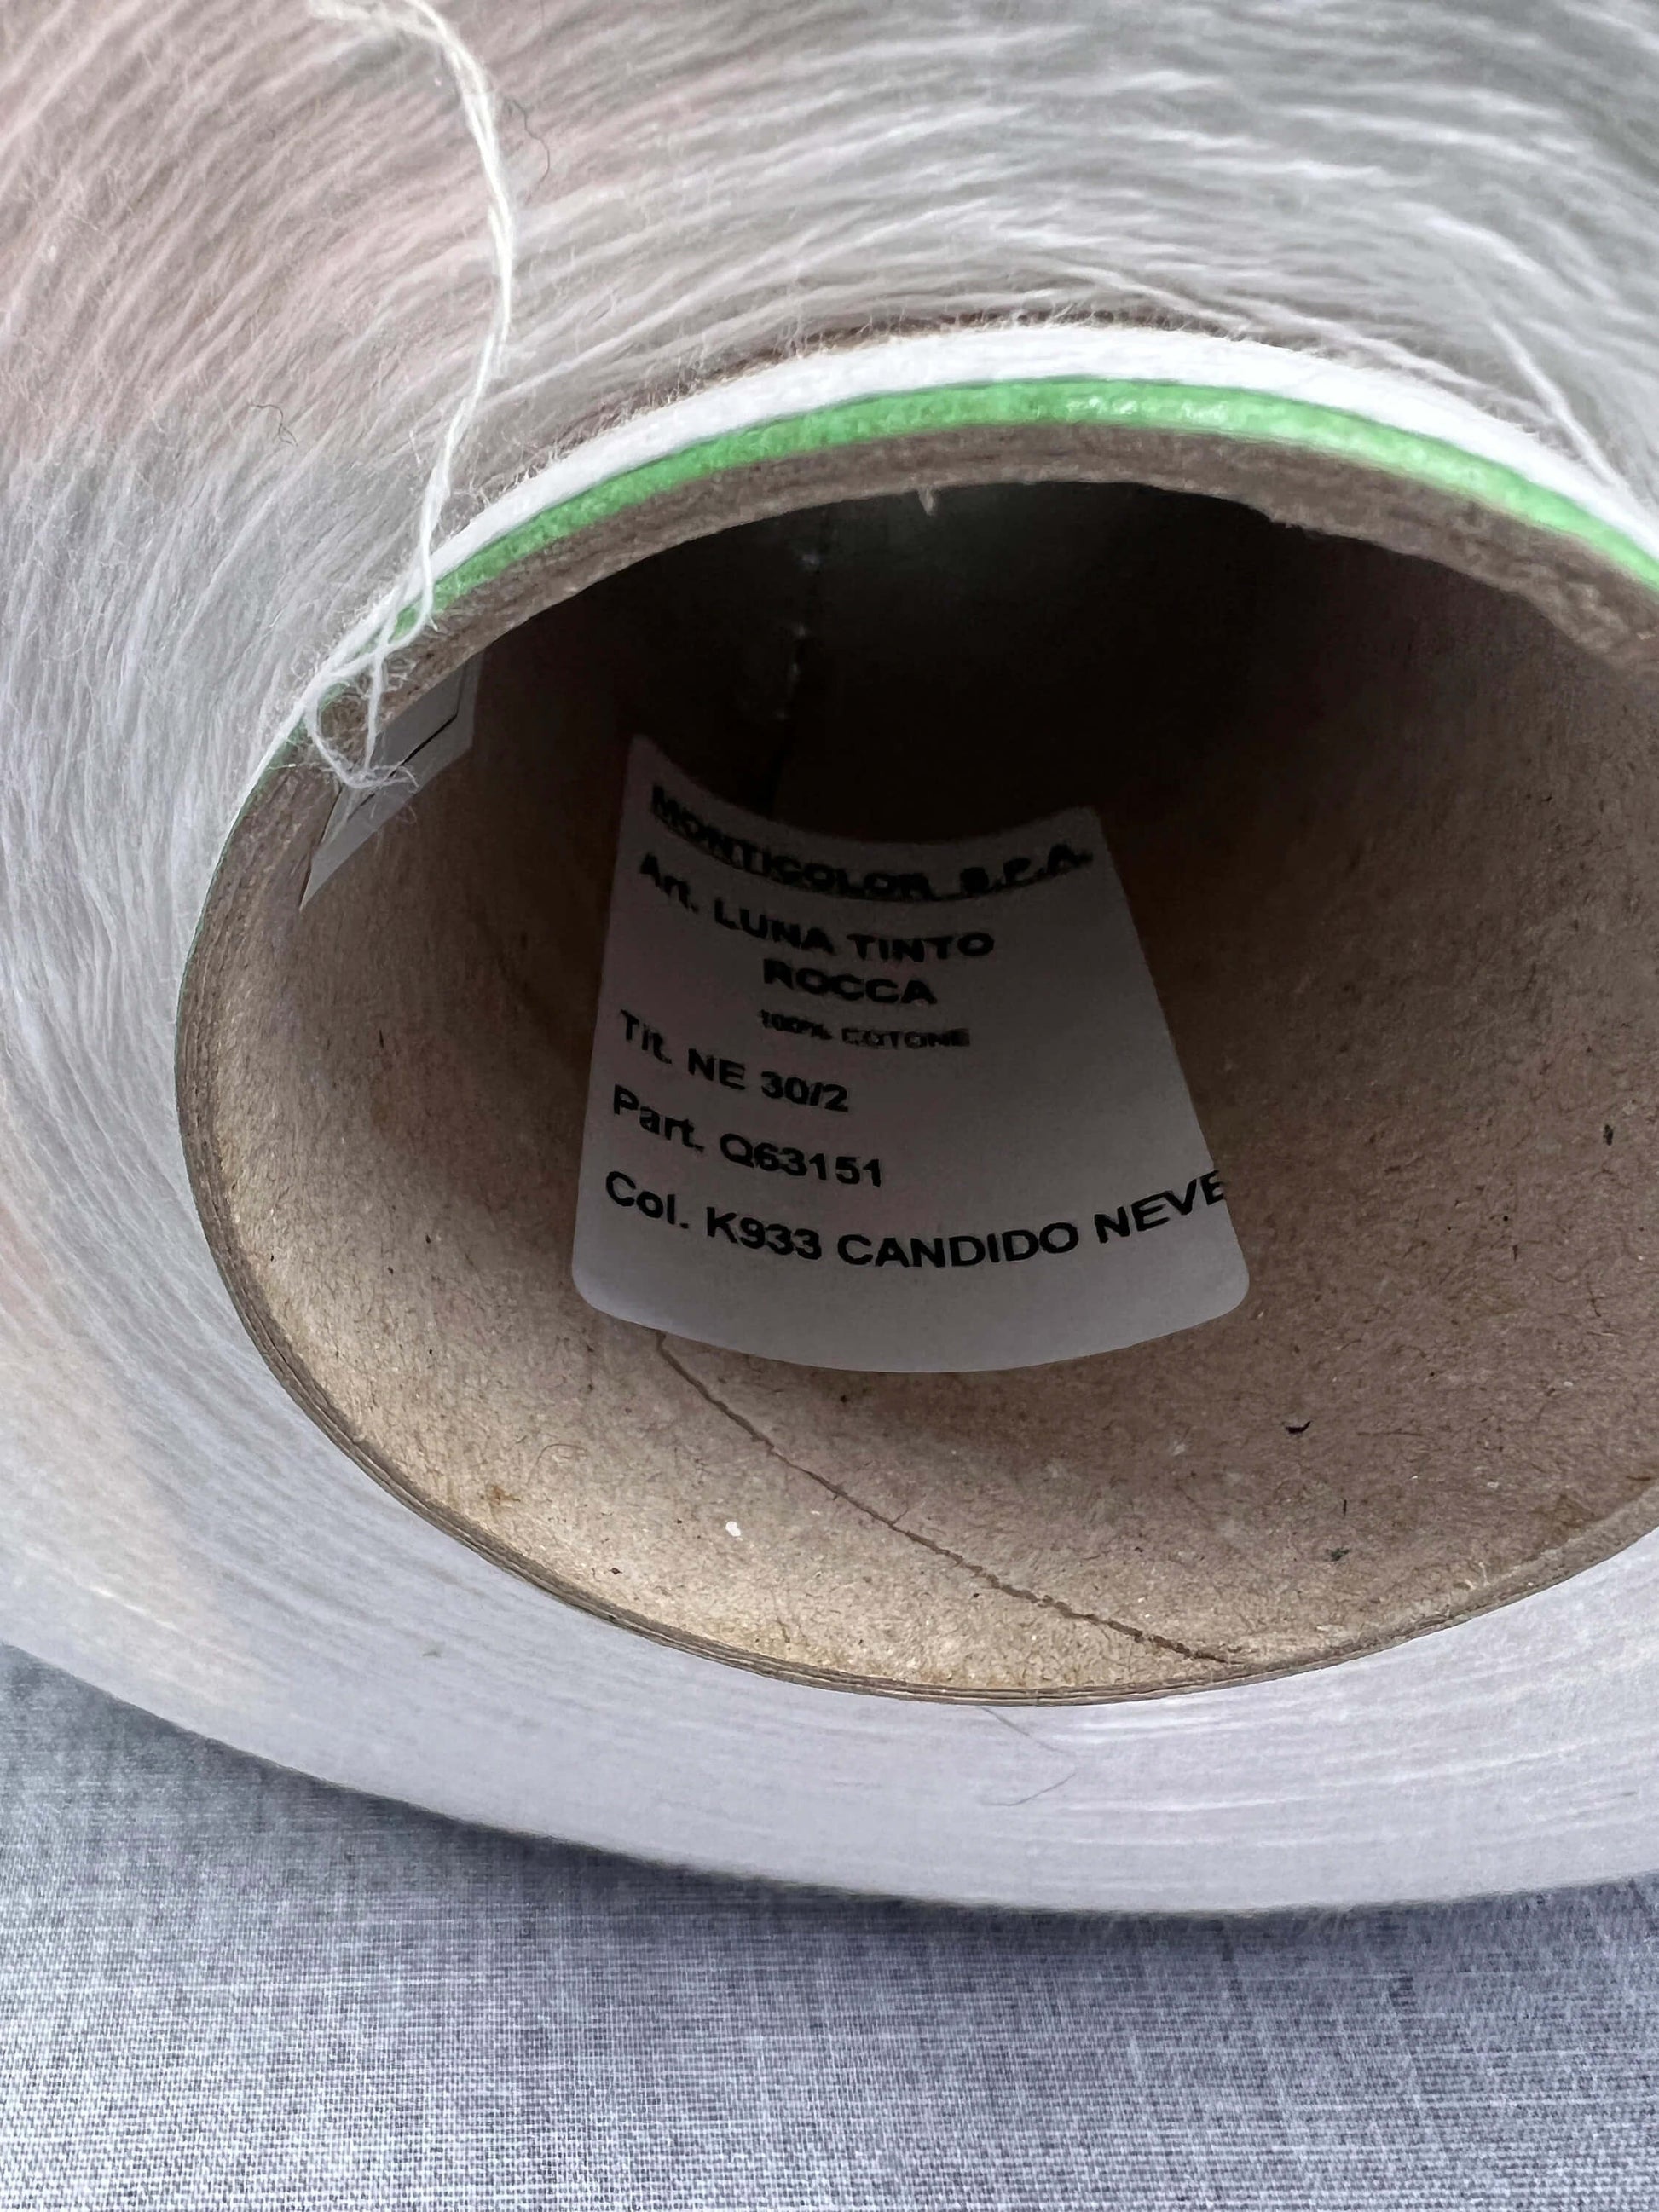 MONTICOLOR S.P.A.
Art. LUNA TINTO
ROCCA
100% COTONE
Tit. NE 30/2
Part. Q63151
Col. K933 CANDIDO NEVE